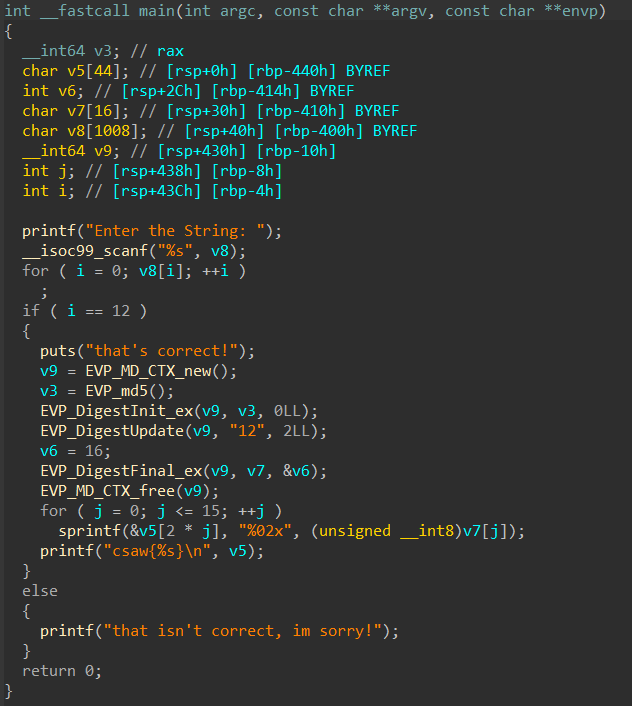 int __fastcall main(int argc, const char **argv, const char **envp)
{
  __int64 v3; // rax
  char v5[44]; // [rsp+0h] [rbp-440h] BYREF
  int v6; // [rsp+2Ch] [rbp-414h] BYREF
  char v7[16]; // [rsp+30h] [rbp-410h] BYREF
  char v8[1008]; // [rsp+40h] [rbp-400h] BYREF
  __int64 v9; // [rsp+430h] [rbp-10h]
  int j; // [rsp+438h] [rbp-8h]
  int i; // [rsp+43Ch] [rbp-4h]

  printf("Enter the String: ");
  __isoc99_scanf("%s", v8);
  for ( i = 0; v8[i]; ++i )
    ;
  if ( i == 12 )
  {
    puts("that's correct!");
    v9 = EVP_MD_CTX_new();
    v3 = EVP_md5();
    EVP_DigestInit_ex(v9, v3, 0LL);
    EVP_DigestUpdate(v9, "12", 2LL);
    v6 = 16;
    EVP_DigestFinal_ex(v9, v7, &v6);
    EVP_MD_CTX_free(v9);
    for ( j = 0; j <= 15; ++j )
      sprintf(&v5[2 * j], "%02x", (unsigned __int8)v7[j]);
    printf("csaw{%s}\n", v5);
  }
  else
  {
    printf("that isn't correct, im sorry!");
  }
  return 0;
}